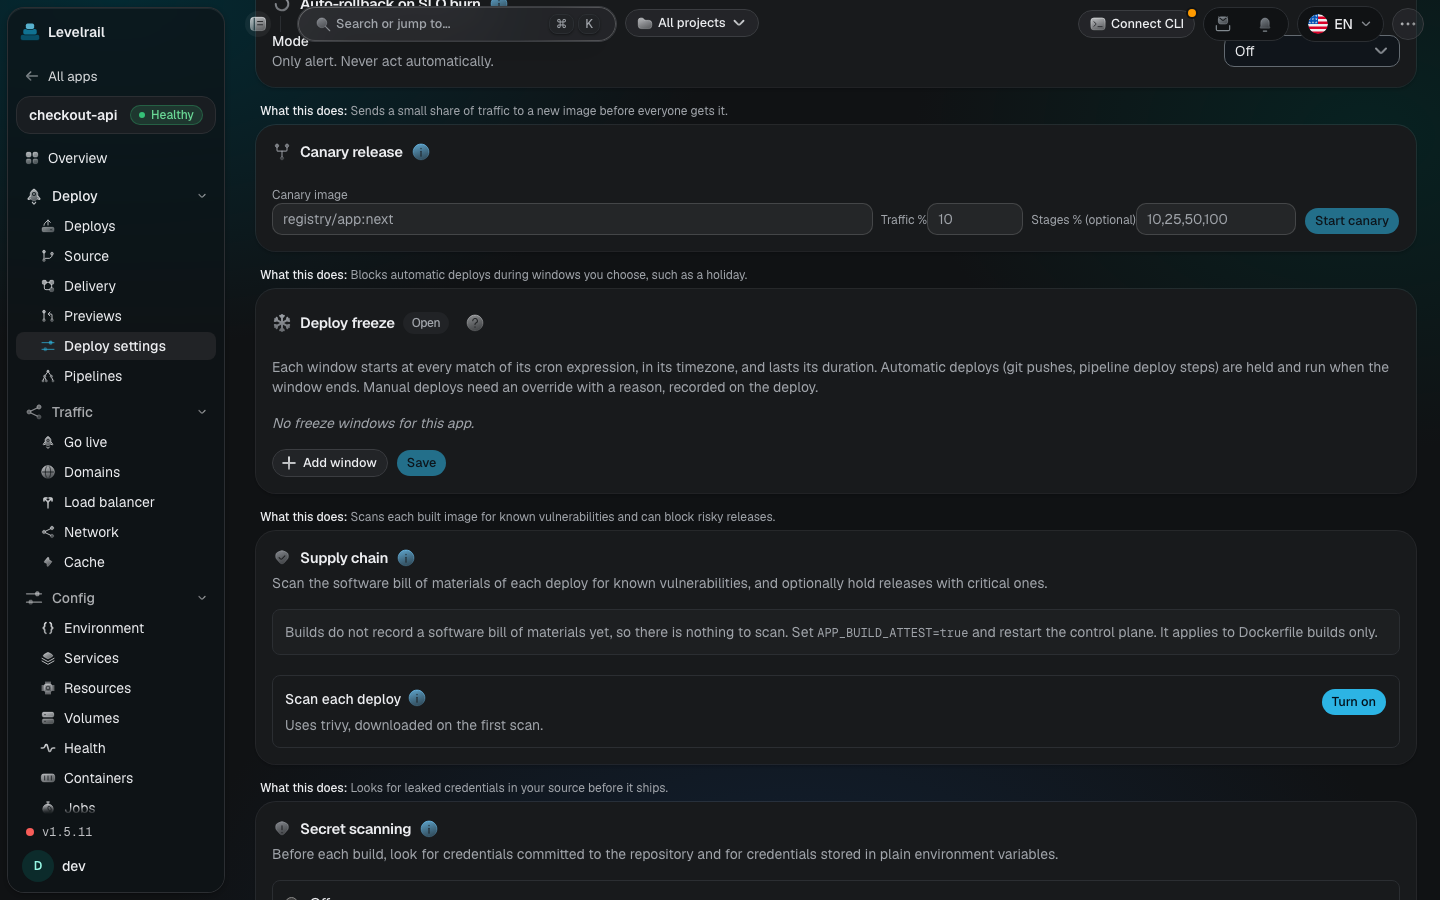 Levelrail
All apps
checkout-api
Healthy
Overview
Deploy
Deploys
Source
Delivery
Previews
Deploy settings
Pipelines
Traffic
Go live
Domains
Load balancer
Network
Cache
Config
Environment
Services
Resources
Volumes
Health
Containers
Jobs
v1.5.11
D dev
Search or jump to... ⌘ K
All projects
Connect CLI
EN
Auto-rollback on SLO burn
Mode
Only alert. Never act automatically.
Off
What this does: Sends a small share of traffic to a new image before everyone gets it.
Canary release
Canary image
registry/app:next
Traffic % 10
Stages % (optional) 10,25,50,100
Start canary
What this does: Blocks automatic deploys during windows you choose, such as a holiday.
Deploy freeze Open ?
Each window starts at every match of its cron expression, in its timezone, and lasts its duration. Automatic deploys (git pushes, pipeline deploy steps) are held and run when the
window ends. Manual deploys need an override with a reason, recorded on the deploy.
No freeze windows for this app.
Add window
Save
What this does: Scans each built image for known vulnerabilities and can block risky releases.
Supply chain
Scan the software bill of materials of each deploy for known vulnerabilities, and optionally hold releases with critical ones.
Builds do not record a software bill of materials yet, so there is nothing to scan. Set APP_BUILD_ATTEST=true and restart the control plane. It applies to Dockerfile builds only.
Scan each deploy
Uses trivy, downloaded on the first scan.
Turn on
What this does: Looks for leaked credentials in your source before it ships.
Secret scanning
Before each build, look for credentials committed to the repository and for credentials stored in plain environment variables.